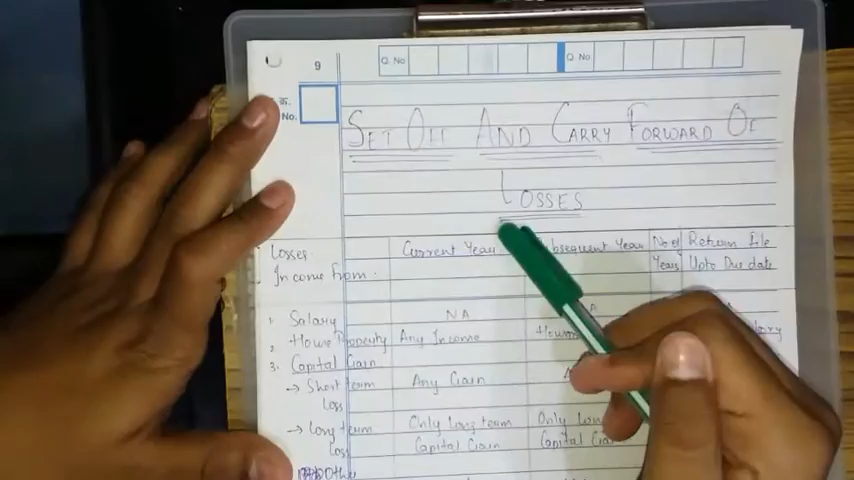 9
Q. No
Q. No
क्र.
No.
SET OFF AND CARRY FORWARD OF
LOSSES
Losses Current Year Subsequent Year No of Return File
Income from. Years Upto Due date
1. Salary NA
2. House Property Any Income
3. Capital Gain
→ Short term Any Gain
Loss
→ Long term Only Long term Only
Loss Capital Gain Capital
Other